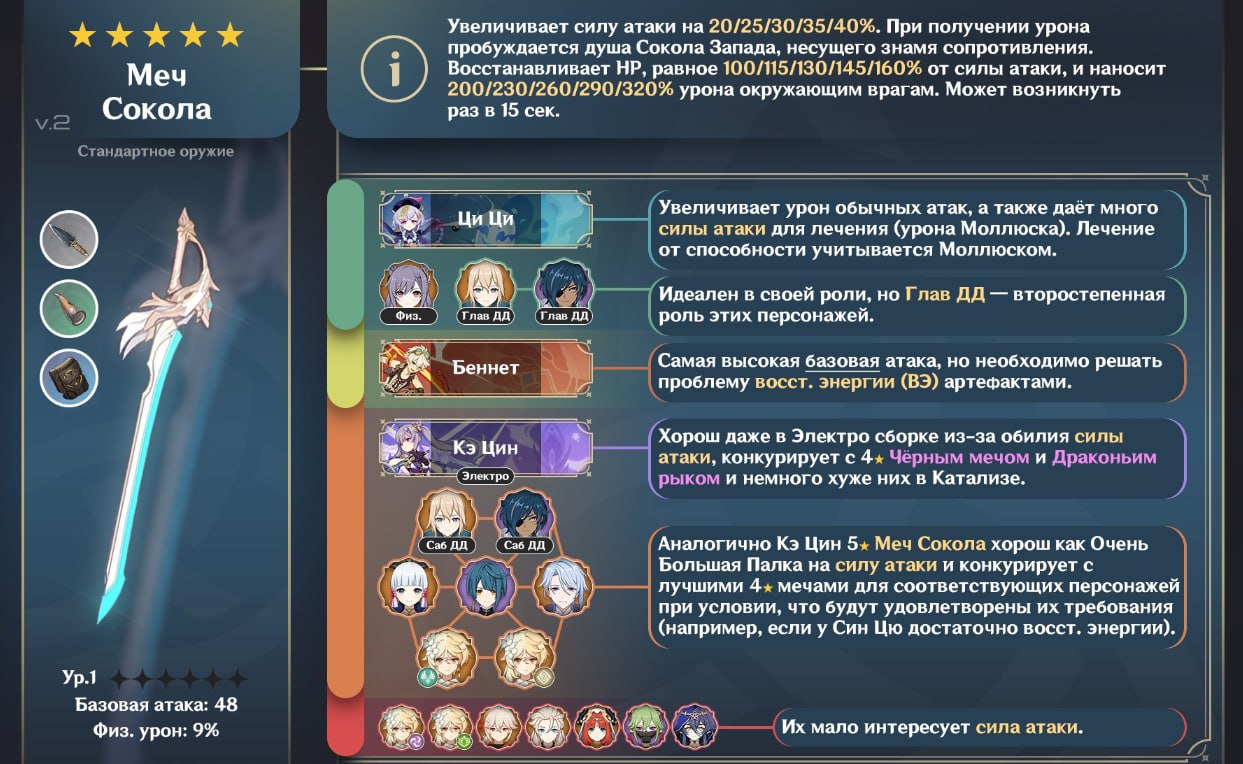 Меч
Сокола
v.2
Стандартное оружие
Увеличивает силу атаки на 20/25/30/35/40%. При получении урона
пробуждается душа Сокола Запада, несущего знамя сопротивления.
Восстанавливает HP, равное 100/115/130/145/160% от силы атаки, и наносит
200/230/260/290/320% урона окружающим врагам. Может возникнуть
раз в 15 сек.
Ци Ци
Увеличивает урон обычных атак, а также даёт много
силы атаки для лечения (урона Моллюска). Лечение
от способности учитывается Моллюском.
Физ.
Глав ДД
Глав ДД
Идеален в своей роли, но Глав ДД — второстепенная
роль этих персонажей.
Беннет
Самая высокая базовая атака, но необходимо решать
проблему восст. энергии (ВЭ) артефактами.
Кэ Цин
Электро
Хорош даже в Электро сборке из-за обилия силы
атаки, конкурирует с 4★ Чёрным мечом и Драконьим
рыком и немного хуже них в Катализе.
Саб ДД
Саб ДД
Аналогично Кэ Цин 5★ Меч Сокола хорош как Очень
Большая Палка на силу атаки и конкурирует с
лучшими 4★ мечами для соответствующих персонажей
при условии, что будут удовлетворены их требования
(например, если у Син Цю достаточно восст. энергии).
Их мало интересует сила атаки.
Ур.1
Базовая атака: 48
Физ. урон: 9%